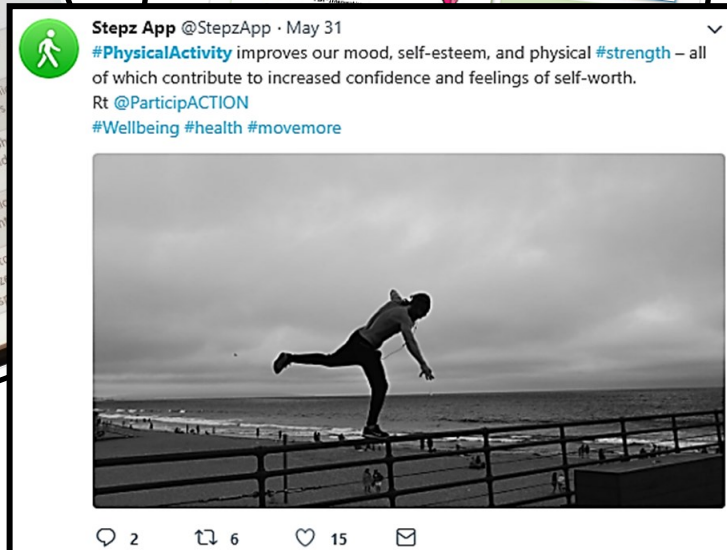 Stepz App @StepzApp · May 31
#PhysicalActivity improves our mood, self-esteem, and physical #strength – all
of which contribute to increased confidence and feelings of self-worth.
Rt @ParticipACTION
#Wellbeing #health #movemore
2 6 15